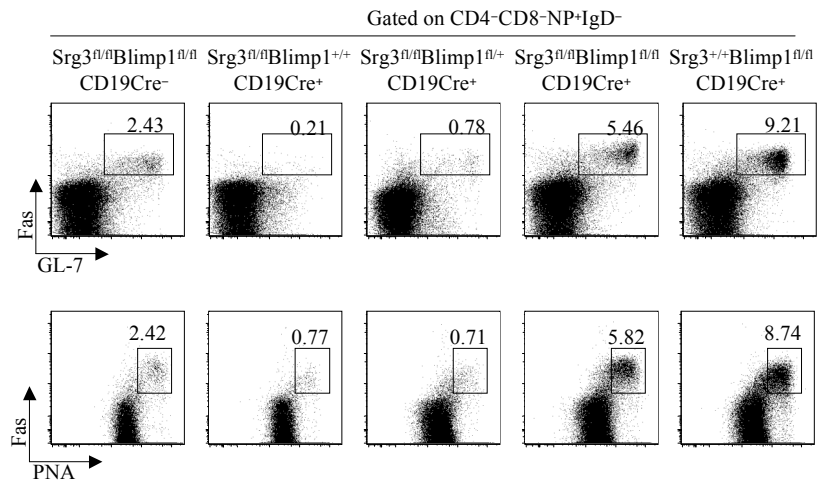 Gated on CD4⁻CD8⁻NP⁺IgD⁻
Srg3fl/flBlimp1fl/fl Srg3fl/flBlimp1+/+ Srg3fl/flBlimp1fl/+ Srg3fl/flBlimp1fl/fl Srg3+/+Blimp1fl/fl
CD19Cre⁻ CD19Cre⁺ CD19Cre⁺ CD19Cre⁺ CD19Cre⁺
2.43 0.21 0.78 5.46 9.21
Fas
GL-7
2.42 0.77 0.71 5.82 8.74
Fas
PNA